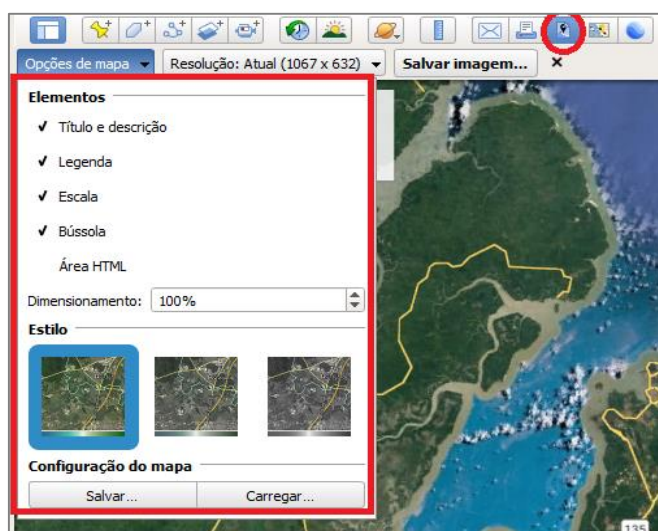 Opções de mapa Resolução: Atual (1067 x 632) Salvar imagem...
Elementos
Título e descrição
Legenda
Escala
Bússola
Área HTML
Dimensionamento: 100%
Estilo
Configuração do mapa
Salvar... Carregar...
135